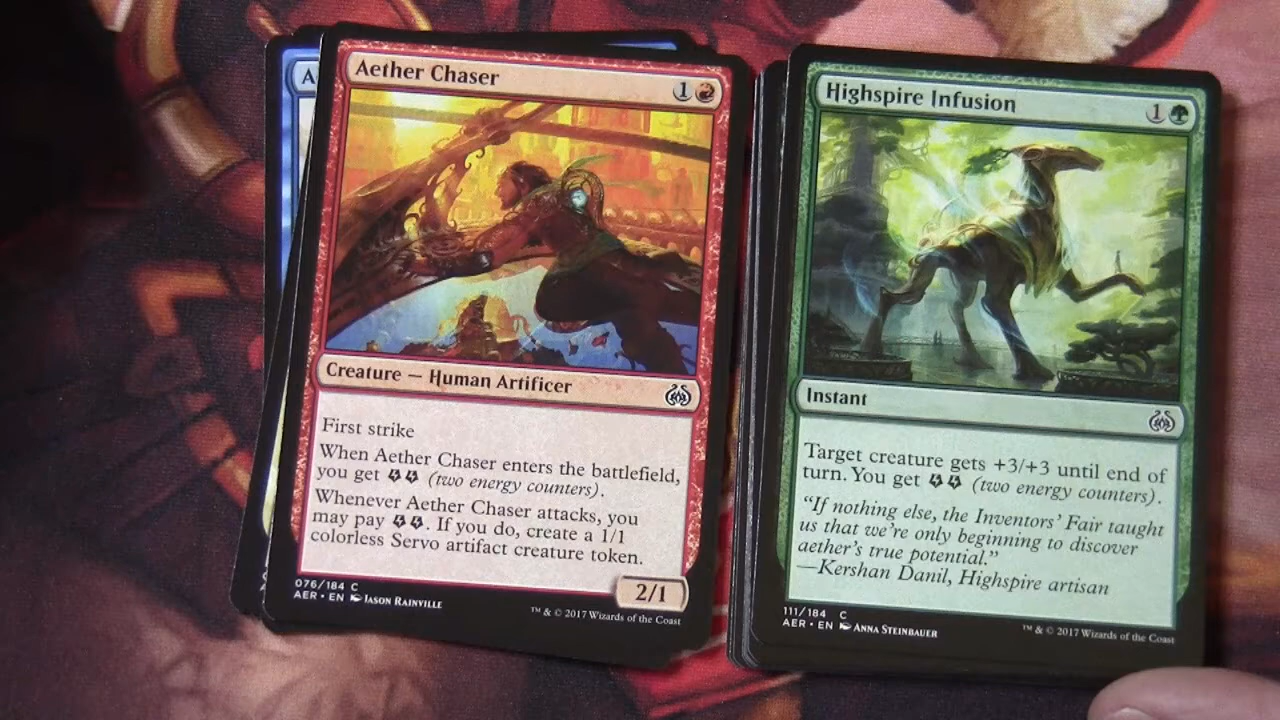 A
Aether Chaser
1
Creature — Human Artificer
First strike
When Aether Chaser enters the battlefield,
you get (two energy counters).
Whenever Aether Chaser attacks, you
may pay . If you do, create a 1/1
colorless Servo artifact creature token.
2/1
076/184 C
AER • EN Jason Rainville
™ & © 2017 Wizards of the Coast
Highspire Infusion
1
Instant
Target creature gets +3/+3 until end of
turn. You get (two energy counters).
"If nothing else, the Inventors' Fair taught
us that we're only beginning to discover
aether's true potential."
—Kershan Danil, Highspire artisan
111/184 C
AER • EN Anna Steinbauer
™ & © 2017 Wizards of the Coast